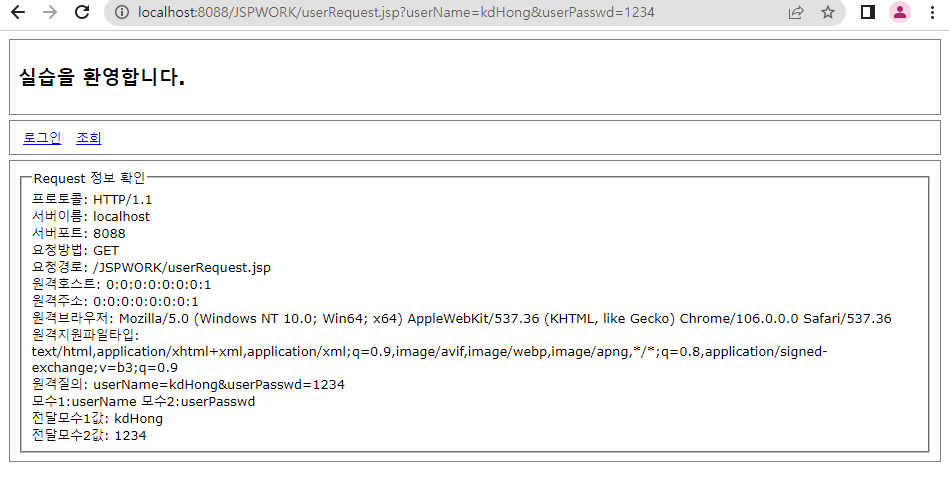 localhost:8088/JSPWORK/userRequest.jsp?userName=kdHong&userPasswd=1234
실습을 환영합니다.
로그인 조회
Request 정보 확인
프로토콜: HTTP/1.1
서버이름: localhost
서버포트: 8088
요청방법: GET
요청경로: /JSPWORK/userRequest.jsp
원격호스트: 0:0:0:0:0:0:0:1
원격주소: 0:0:0:0:0:0:0:1
원격브라우저: Mozilla/5.0 (Windows NT 10.0; Win64; x64) AppleWebKit/537.36 (KHTML, like Gecko) Chrome/106.0.0.0 Safari/537.36
원격지원파일타입:
text/html,application/xhtml+xml,application/xml;q=0.9,image/avif,image/webp,image/apng,*/*;q=0.8,application/signed-
exchange;v=b3;q=0.9
원격질의: userName=kdHong&userPasswd=1234
모수1:userName 모수2:userPasswd
전달모수1값: kdHong
전달모수2값: 1234